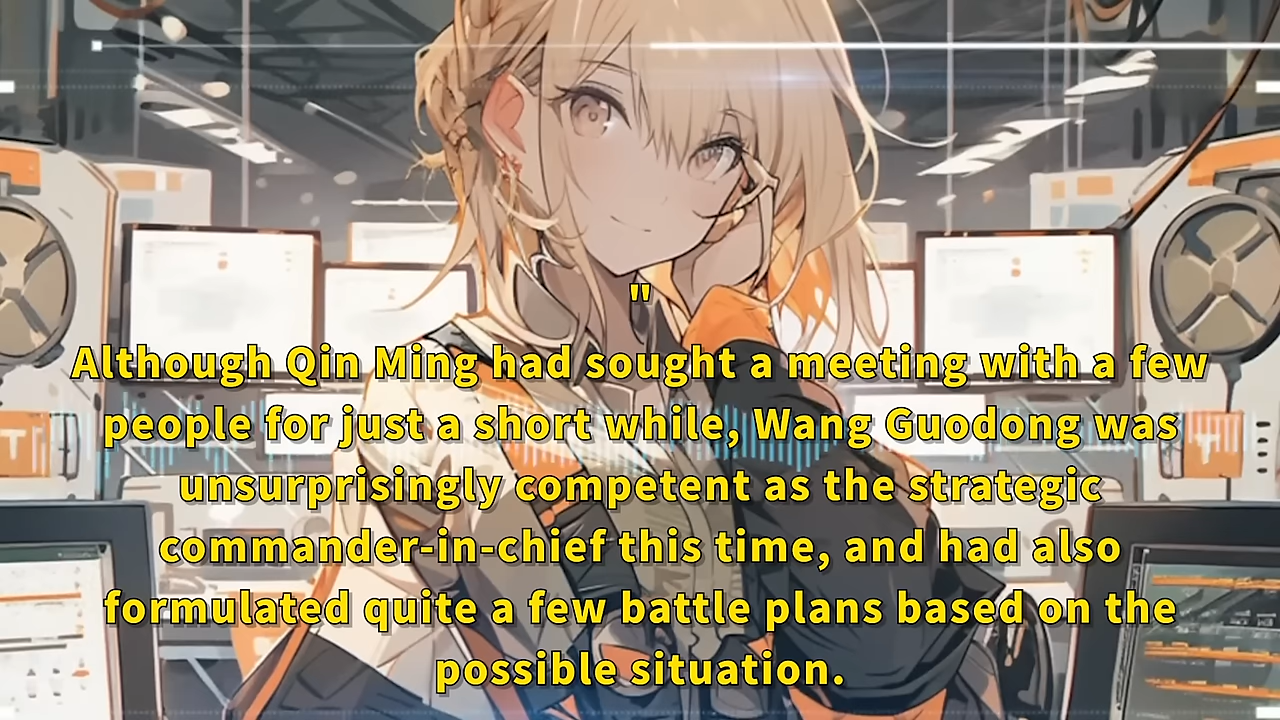 "
Although Qin Ming had sought a meeting with a few
people for just a short while, Wang Guodong was
unsurprisingly competent as the strategic
commander-in-chief this time, and had also
formulated quite a few battle plans based on the
possible situation.